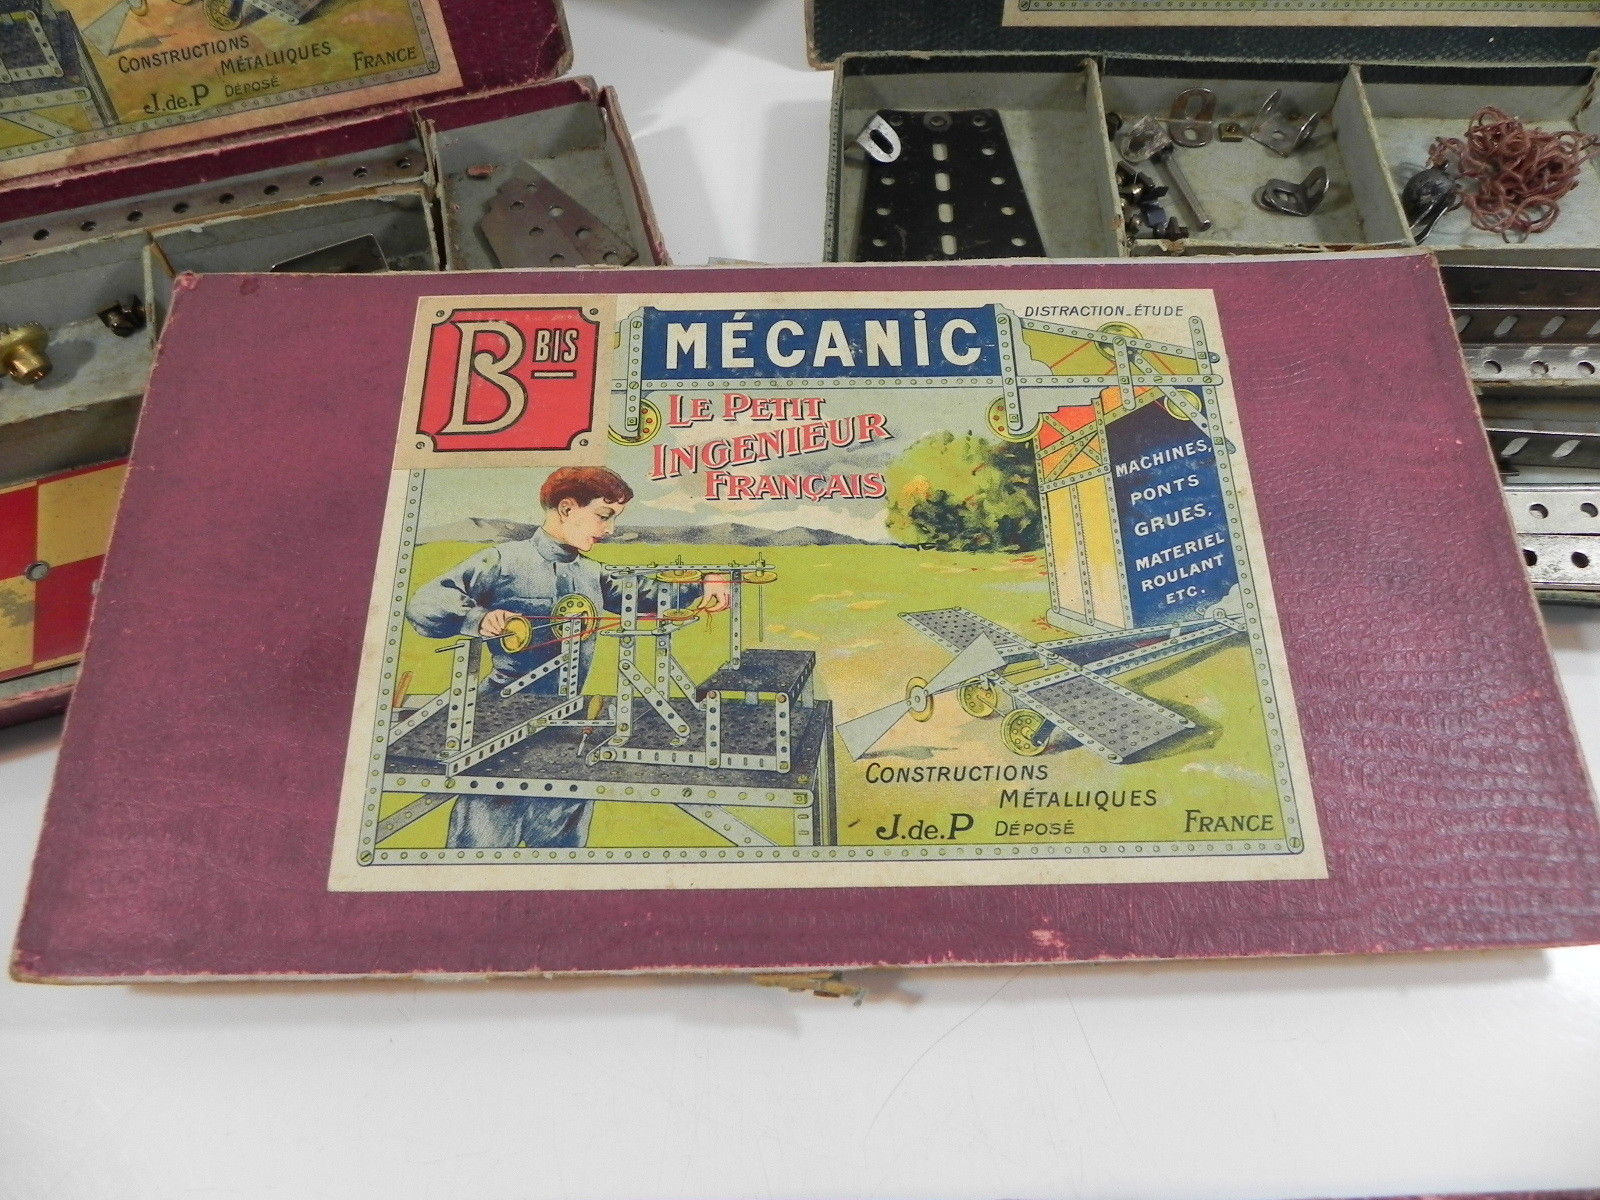 CONSTRUCTIONS
MÉTALLIQUES FRANCE
J.de.P DÉPOSÉ
B BIS
MÉCANiC
DISTRACTION_ÉTUDE
LE PETIT
INGENIEUR
FRANÇAIS
MACHINES,
PONTS
GRUES,
MATERIEL
ROULANT
ETC.
CONSTRUCTIONS
MÉTALLIQUES
J.de.P DÉPOSÉ FRANCE